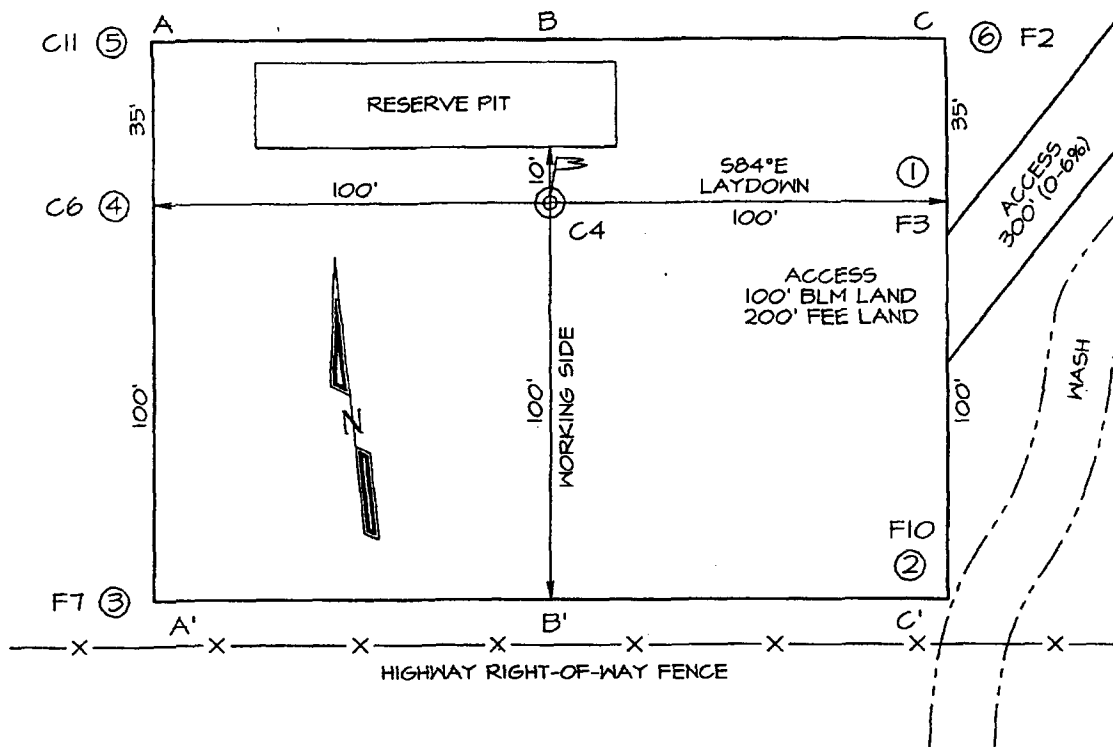 A B C
C11 ⑤ ⑥ F2
RESERVE PIT
35' 35'
10'
ACCESS
300' (0-6%)
S84°E
LAYDOWN
①
C6 ④ 100' 100' F3
C4
ACCESS
100' BLM LAND
200' FEE LAND
WASH
100' 100' 100'
WORKING SIDE
N
F10
②
F7 ③
A' B' C'
HIGHWAY RIGHT-OF-WAY FENCE